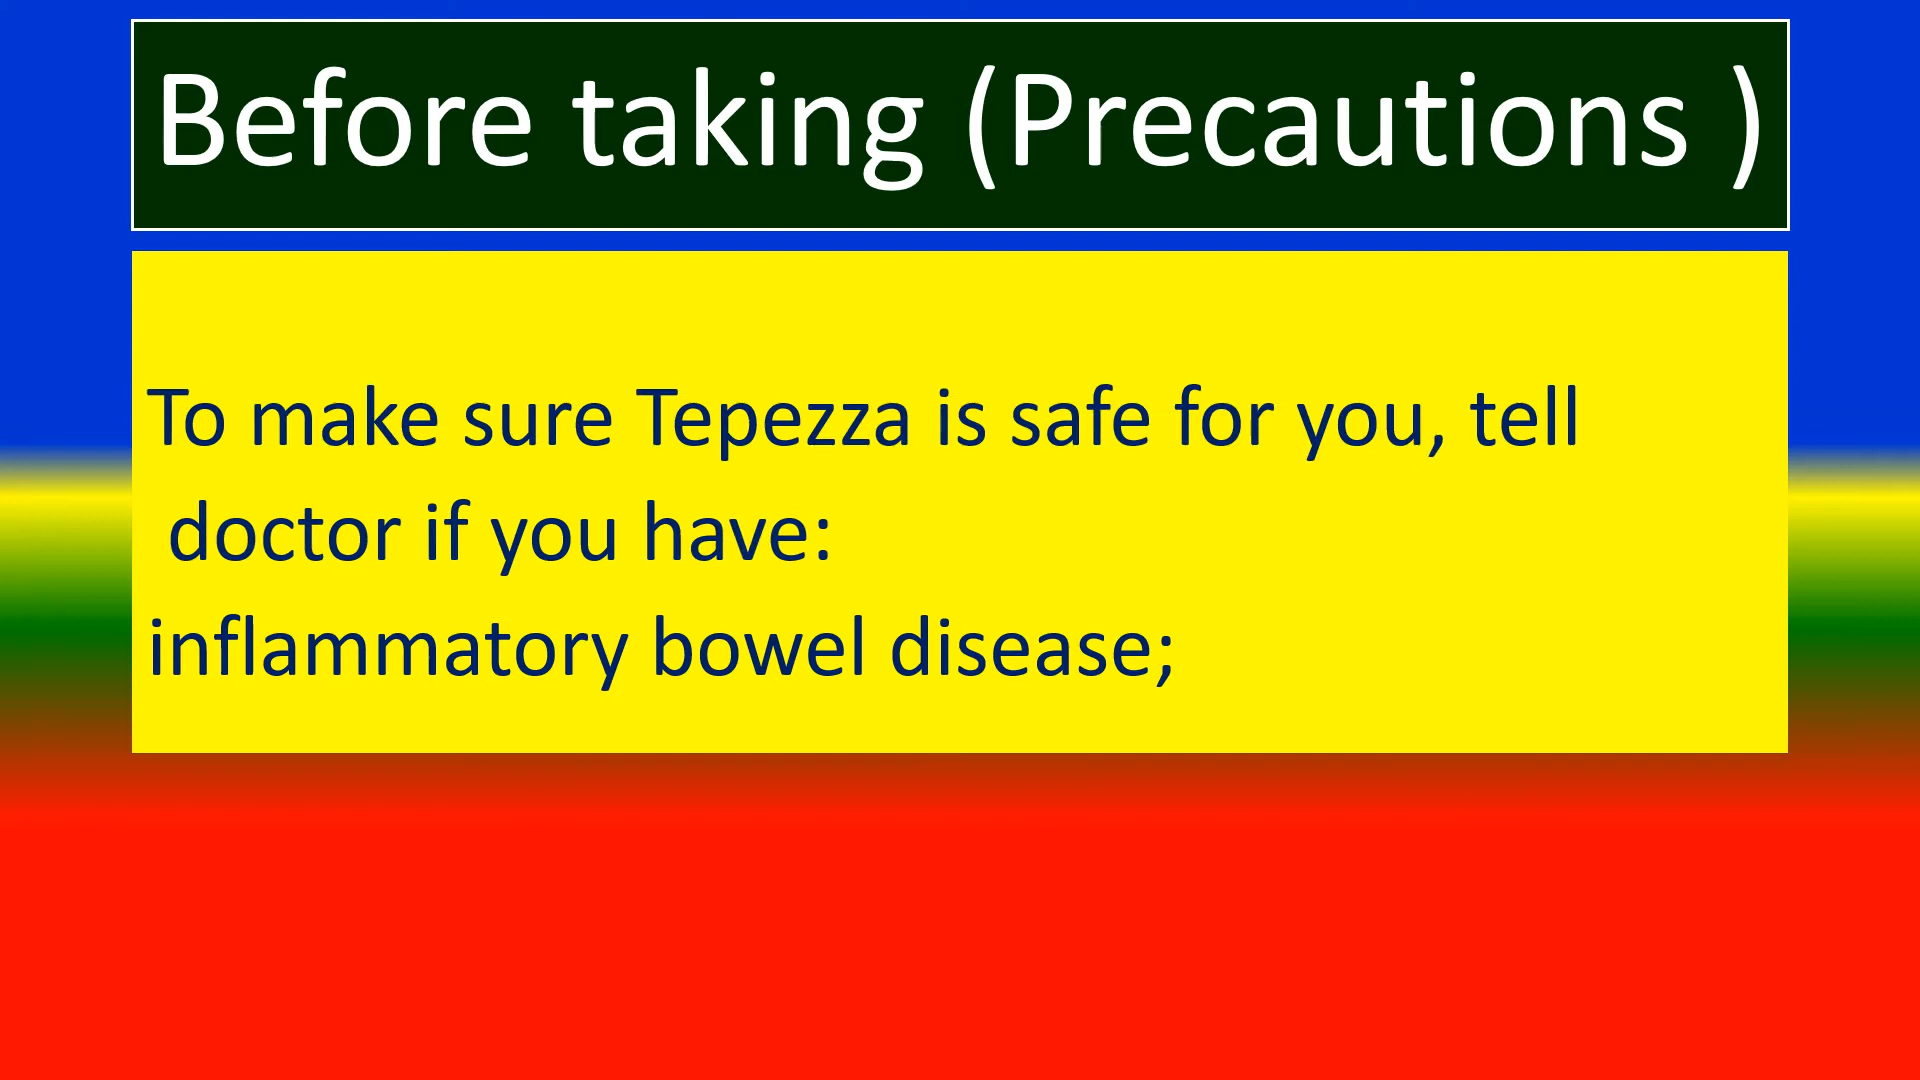 Before taking (Precautions )
To make sure Tepezza is safe for you, tell
doctor if you have:
inflammatory bowel disease;